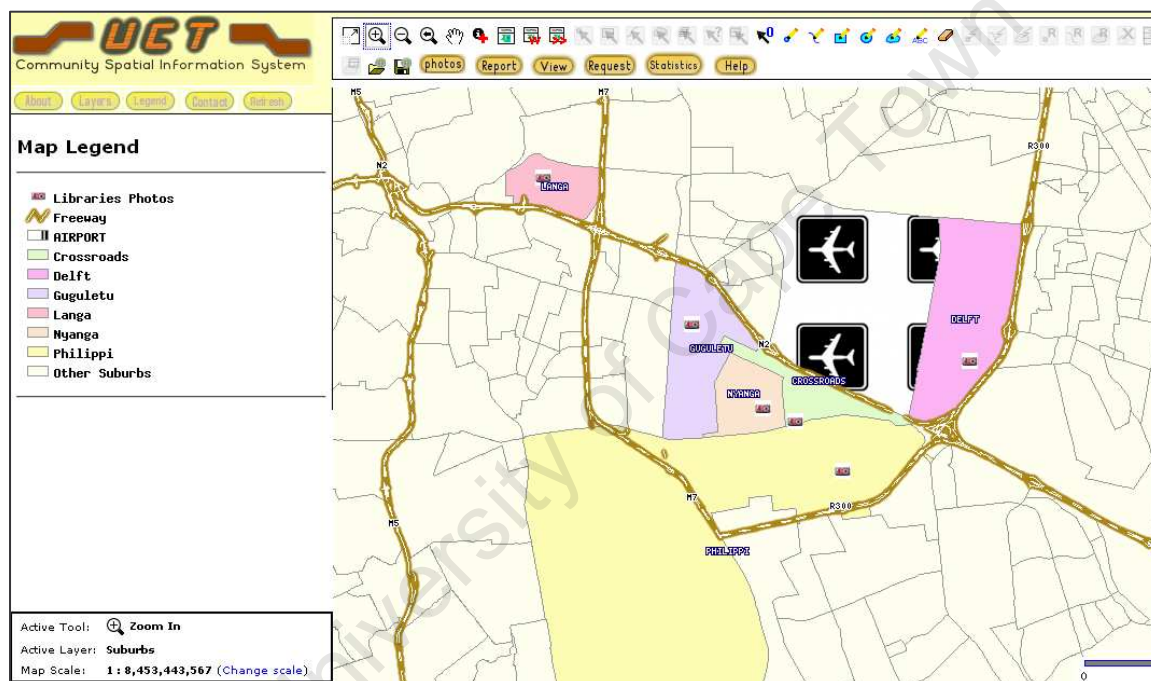 UCT
Community Spatial Information System
About Layers Legend Contact Refresh
photos Report View Request Statistics Help
Map Legend
Libraries Photos
Freeway
AIRPORT
Crossroads
Delft
Guguletu
Langa
Nyanga
Philippi
Other Suburbs
Active Tool: Zoom In
Active Layer: Suburbs
Map Scale: 1 : 8,453,443,567 (Change scale)
M5
M7
R300
N2
LANGA
DELFT
N2
GUGULETU
CROSSROADS
NYANGA
M7
R300
M5
PHILIPPI
0
ABC
University of Cape Town